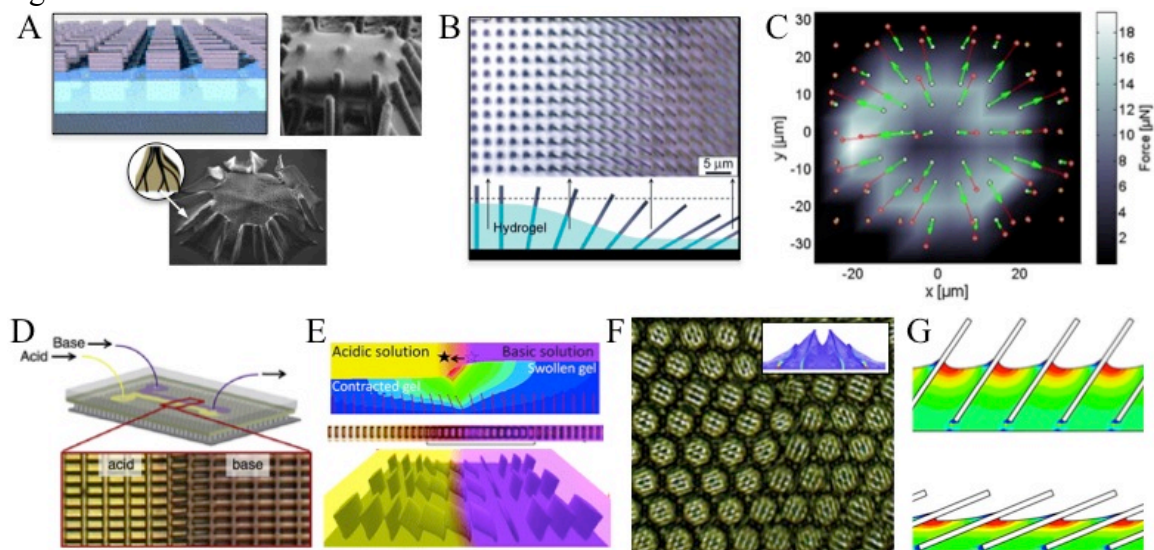 A
B
5 µm
Hydrogel
C
30
20
10
0
-10
-20
-30
y [µm]
-20
0
20
x [µm]
18
16
14
12
10
8
6
4
2
Force [µN]
D
Base
Acid
acid
base
E
Acidic solution
Basic solution
Contracted gel
Swollen gel
F
G